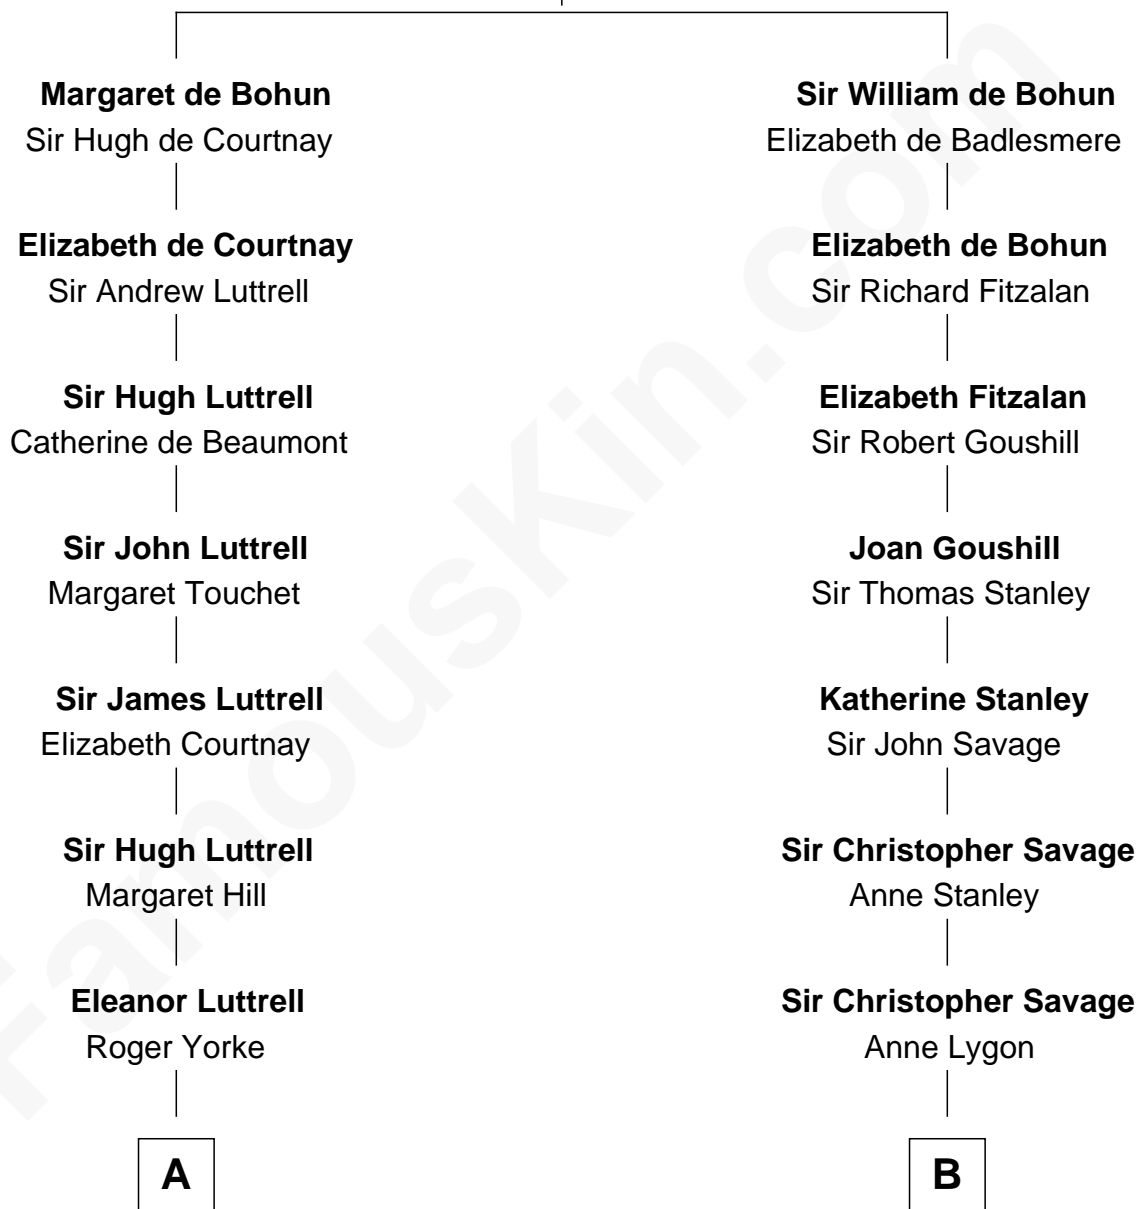 Margaret de Bohun
Sir Hugh de Courtnay
Elizabeth de Courtnay
Sir Andrew Luttrell
Sir Hugh Luttrell
Catherine de Beaumont
Sir John Luttrell
Margaret Touchet
Sir James Luttrell
Elizabeth Courtnay
Sir Hugh Luttrell
Margaret Hill
Eleanor Luttrell
Roger Yorke
A
Sir William de Bohun
Elizabeth de Badlesmere
Elizabeth de Bohun
Sir Richard Fitzalan
Elizabeth Fitzalan
Sir Robert Goushill
Joan Goushill
Sir Thomas Stanley
Katherine Stanley
Sir John Savage
Sir Christopher Savage
Anne Stanley
Sir Christopher Savage
Anne Lygon
B
FamousKin.com